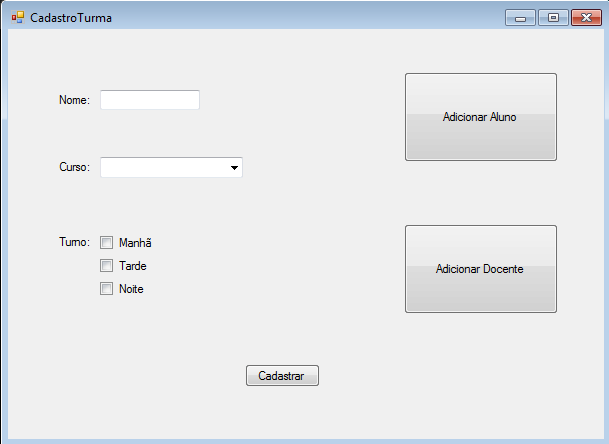 CadastroTurma
Nome:
Adicionar Aluno
Curso:
Turno:
Manhã
Tarde
Noite
Adicionar Docente
Cadastrar